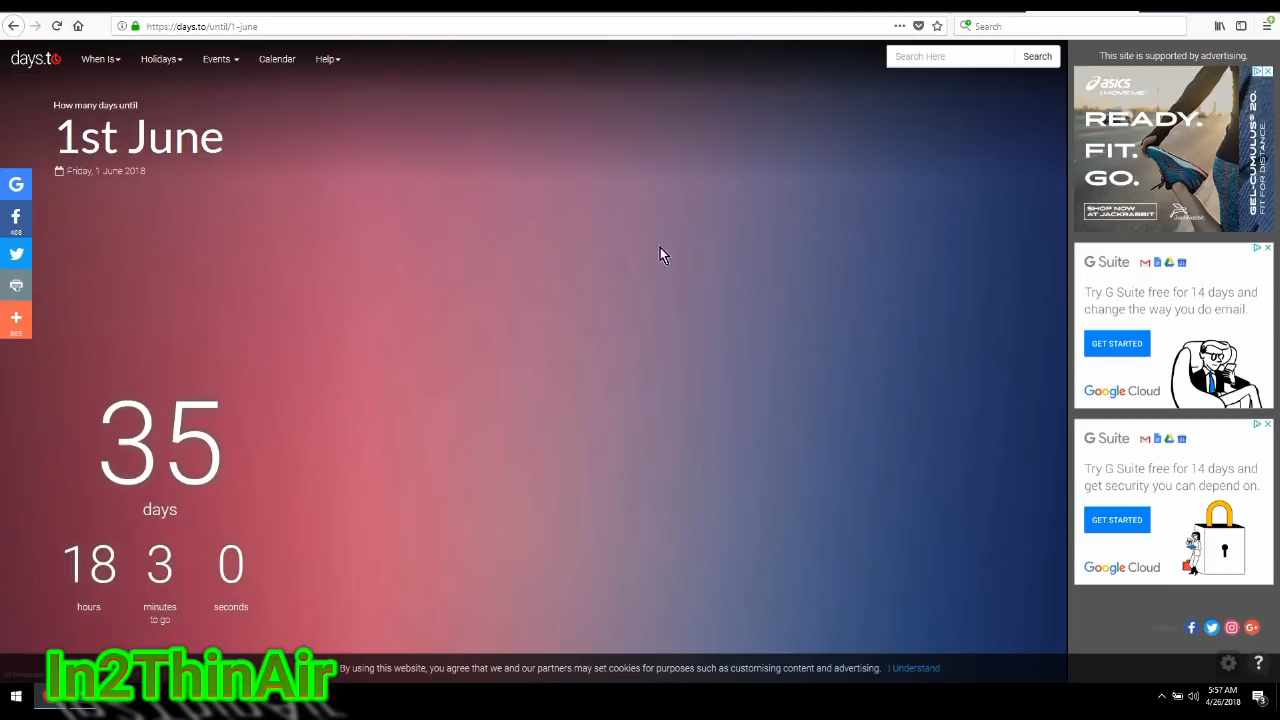 https://days.to/until/1-june
Search
days.to
When Is
Holidays
Events
Calendar
Help
Search Here
Search
This site is supported by advertising.
How many days until
1st June
Friday, 1 June 2018
408
865
35
days
18 3 0
hours minutes seconds
to go
asics
I MOVE ME
READY.
FIT.
GO.
SHOP NOW
AT JACKRABBIT
JackRabbit
GEL-CUMULUS® 20.
FIT FOR DISTANCE.
G Suite
Try G Suite free for 14 days and
change the way you do email.
GET STARTED
Google Cloud
G Suite
Try G Suite free for 14 days and
get security you can depend on.
GET STARTED
Google Cloud
By using this website, you agree that we and our partners may set cookies for purposes such as customising content and advertising. I Understand
In2ThinAir
5:57 AM
4/26/2018
3